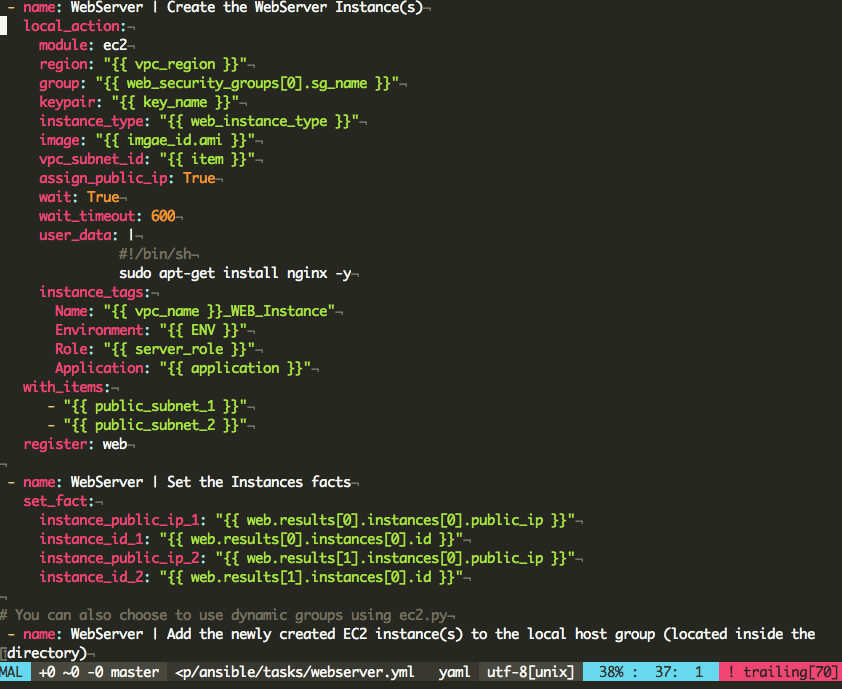 - name: WebServer | Create the WebServer Instance(s)¬
  local_action:¬
    module: ec2¬
    region: "{{ vpc_region }}"¬
    group: "{{ web_security_groups[0].sg_name }}"¬
    keypair: "{{ key_name }}"¬
    instance_type: "{{ web_instance_type }}"¬
    image: "{{ imgae_id.ami }}"¬
    vpc_subnet_id: "{{ item }}"¬
    assign_public_ip: True¬
    wait: True¬
    wait_timeout: 600¬
    user_data: |¬
              #!/bin/sh¬
              sudo apt-get install nginx -y¬
    instance_tags:¬
      Name: "{{ vpc_name }}_WEB_Instance"¬
      Environment: "{{ ENV }}"¬
      Role: "{{ server_role }}"¬
      Application: "{{ application }}"¬
  with_items:¬
     - "{{ public_subnet_1 }}"¬
     - "{{ public_subnet_2 }}"¬
  register: web¬
¬
- name: WebServer | Set the Instances facts¬
  set_fact:¬
    instance_public_ip_1: "{{ web.results[0].instances[0].public_ip }}"¬
    instance_id_1: "{{ web.results[0].instances[0].id }}"¬
    instance_public_ip_2: "{{ web.results[1].instances[0].public_ip }}"¬
    instance_id_2: "{{ web.results[1].instances[0].id }}"¬
¬
# You can also choose to use dynamic groups using ec2.py¬
- name: WebServer | Add the newly created EC2 instance(s) to the local host group (located inside the
directory)¬
MAL +0 ~0 -0 master <p/ansible/tasks/webserver.yml yaml utf-8[unix] 38% : 37: 1 ! trailing[70]